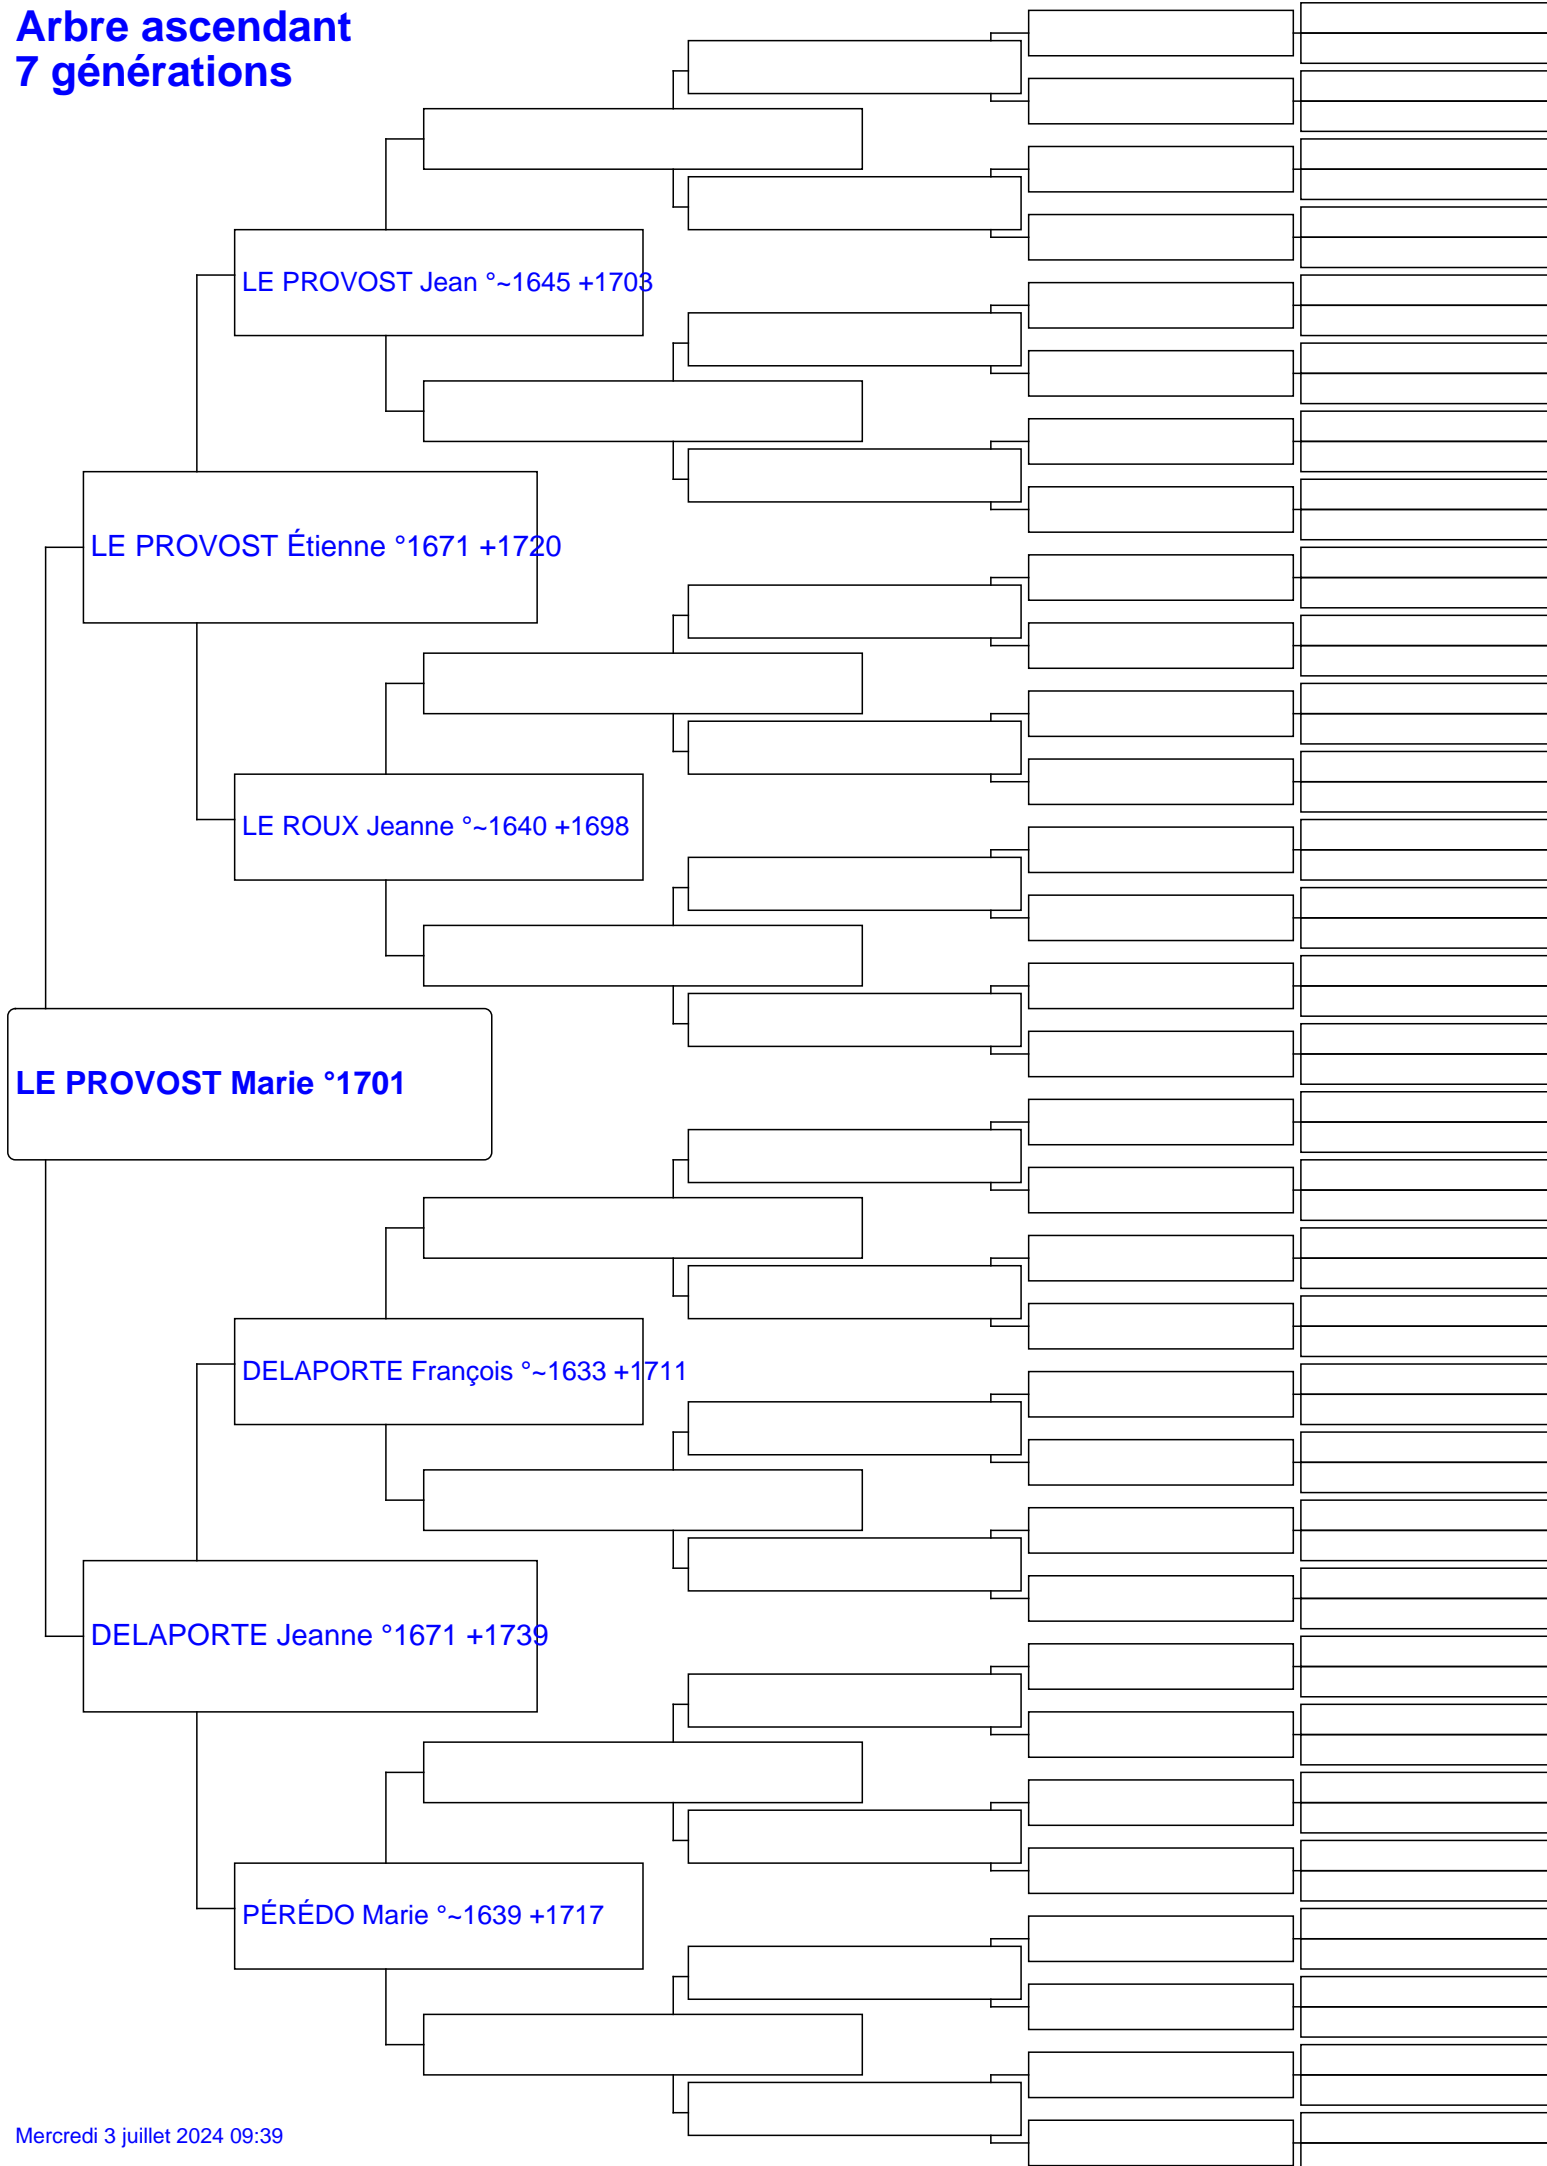 Arbre ascendant
7 générations
LE PROVOST Jean °~1645 +1703
LE PROVOST Étienne °1671 +1720
LE ROUX Jeanne °~1640 +1698
LE PROVOST Marie °1701
DELAPORTE François °~1633 +1711
DELAPORTE Jeanne °1671 +1739
PÉRÉDO Marie °~1639 +1717
Mercredi 3 juillet 2024 09:39